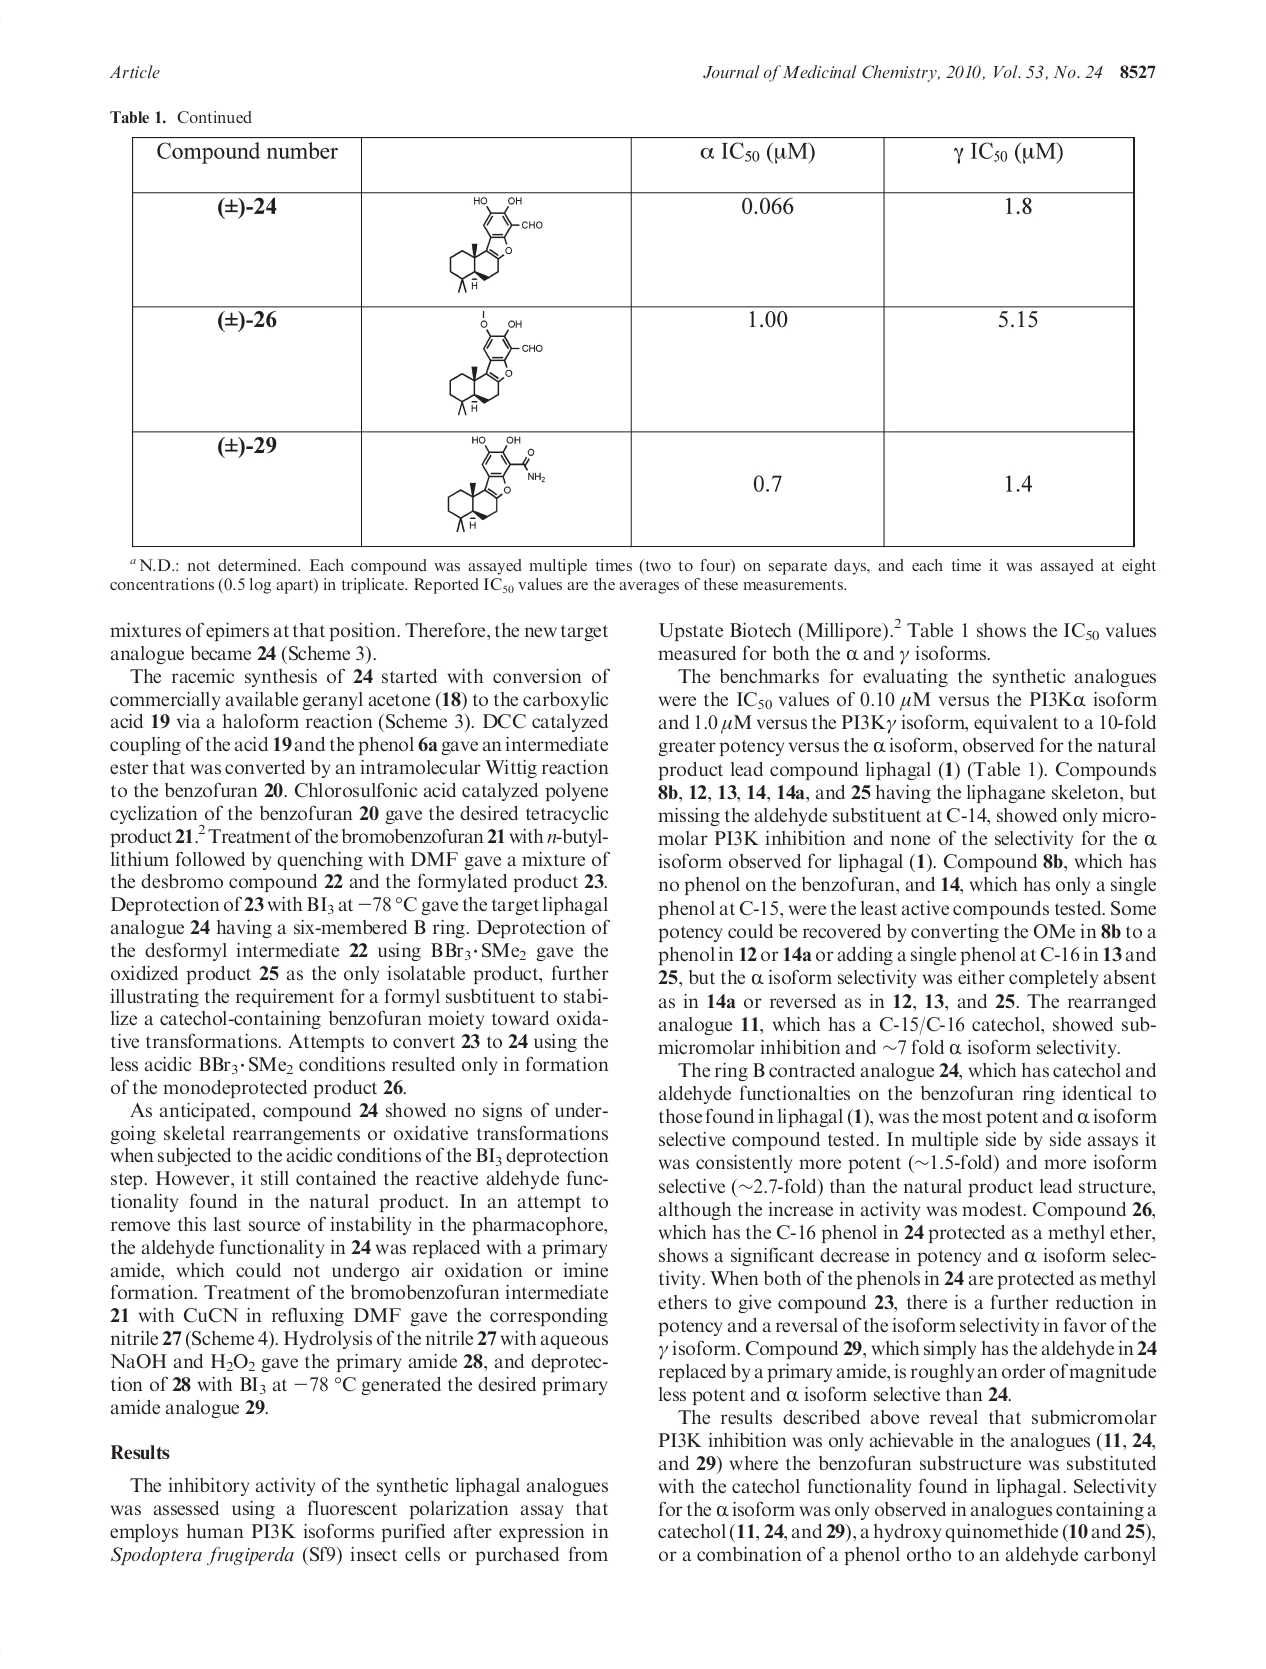 Article
Journal of Medicinal Chemistry, 2010, Vol. 53, No. 24 8527
Table 1. Continued
Compound number α IC50 (μM) γ IC50 (μM)
(±)-24 0.066 1.8
HO OH
CHO
O
H
(±)-26 1.00 5.15
O OH
CHO
O
H
(±)-29
HO OH
O
NH2
O
0.7 1.4
H
a N.D.: not determined. Each compound was assayed multiple times (two to four) on separate days, and each time it was assayed at eight
concentrations (0.5 log apart) in triplicate. Reported IC50 values are the averages of these measurements.
mixtures of epimers at that position. Therefore, the new target
analogue became 24 (Scheme 3).
The racemic synthesis of 24 started with conversion of
commercially available geranyl acetone (18) to the carboxylic
acid 19 via a haloform reaction (Scheme 3). DCC catalyzed
coupling of the acid 19 and the phenol 6a gave an intermediate
ester that was converted by an intramolecular Wittig reaction
to the benzofuran 20. Chlorosulfonic acid catalyzed polyene
cyclization of the benzofuran 20 gave the desired tetracyclic
product 21.2 Treatment of the bromobenzofuran 21 with n-butyl-
lithium followed by quenching with DMF gave a mixture of
the desbromo compound 22 and the formylated product 23.
Deprotection of 23 with BI3 at −78 °C gave the target liphagal
analogue 24 having a six-membered B ring. Deprotection of
the desformyl intermediate 22 using BBr3·SMe2 gave the
oxidized product 25 as the only isolatable product, further
illustrating the requirement for a formyl susbtituent to stabi-
lize a catechol-containing benzofuran moiety toward oxida-
tive transformations. Attempts to convert 23 to 24 using the
less acidic BBr3·SMe2 conditions resulted only in formation
of the monodeprotected product 26.
As anticipated, compound 24 showed no signs of under-
going skeletal rearrangements or oxidative transformations
when subjected to the acidic conditions of the BI3 deprotection
step. However, it still contained the reactive aldehyde func-
tionality found in the natural product. In an attempt to
remove this last source of instability in the pharmacophore,
the aldehyde functionality in 24 was replaced with a primary
amide, which could not undergo air oxidation or imine
formation. Treatment of the bromobenzofuran intermediate
21 with CuCN in refluxing DMF gave the corresponding
nitrile 27 (Scheme 4). Hydrolysis of the nitrile 27 with aqueous
NaOH and H2O2 gave the primary amide 28, and deprotec-
tion of 28 with BI3 at −78 °C generated the desired primary
amide analogue 29.
Results
The inhibitory activity of the synthetic liphagal analogues
was assessed using a fluorescent polarization assay that
employs human PI3K isoforms purified after expression in
Spodoptera frugiperda (Sf9) insect cells or purchased from
Upstate Biotech (Millipore).2 Table 1 shows the IC50 values
measured for both the α and γ isoforms.
The benchmarks for evaluating the synthetic analogues
were the IC50 values of 0.10 μM versus the PI3Kα isoform
and 1.0 μM versus the PI3Kγ isoform, equivalent to a 10-fold
greater potency versus the α isoform, observed for the natural
product lead compound liphagal (1) (Table 1). Compounds
8b, 12, 13, 14, 14a, and 25 having the liphagane skeleton, but
missing the aldehyde substituent at C-14, showed only micro-
molar PI3K inhibition and none of the selectivity for the α
isoform observed for liphagal (1). Compound 8b, which has
no phenol on the benzofuran, and 14, which has only a single
phenol at C-15, were the least active compounds tested. Some
potency could be recovered by converting the OMe in 8b to a
phenol in 12 or 14a or adding a single phenol at C-16 in 13 and
25, but the α isoform selectivity was either completely absent
as in 14a or reversed as in 12, 13, and 25. The rearranged
analogue 11, which has a C-15/C-16 catechol, showed sub-
micromolar inhibition and ∼7 fold α isoform selectivity.
The ring B contracted analogue 24, which has catechol and
aldehyde functionalties on the benzofuran ring identical to
those found in liphagal (1), was the most potent and α isoform
selective compound tested. In multiple side by side assays it
was consistently more potent (∼1.5-fold) and more isoform
selective (∼2.7-fold) than the natural product lead structure,
although the increase in activity was modest. Compound 26,
which has the C-16 phenol in 24 protected as a methyl ether,
shows a significant decrease in potency and α isoform selec-
tivity. When both of the phenols in 24 are protected as methyl
ethers to give compound 23, there is a further reduction in
potency and a reversal of the isoform selectivity in favor of the
γ isoform. Compound 29, which simply has the aldehyde in 24
replaced by a primary amide, is roughly an order of magnitude
less potent and α isoform selective than 24.
The results described above reveal that submicromolar
PI3K inhibition was only achievable in the analogues (11, 24,
and 29) where the benzofuran substructure was substituted
with the catechol functionality found in liphagal. Selectivity
for the α isoform was only observed in analogues containing a
catechol (11, 24, and 29), a hydroxy quinomethide (10 and 25),
or a combination of a phenol ortho to an aldehyde carbonyl